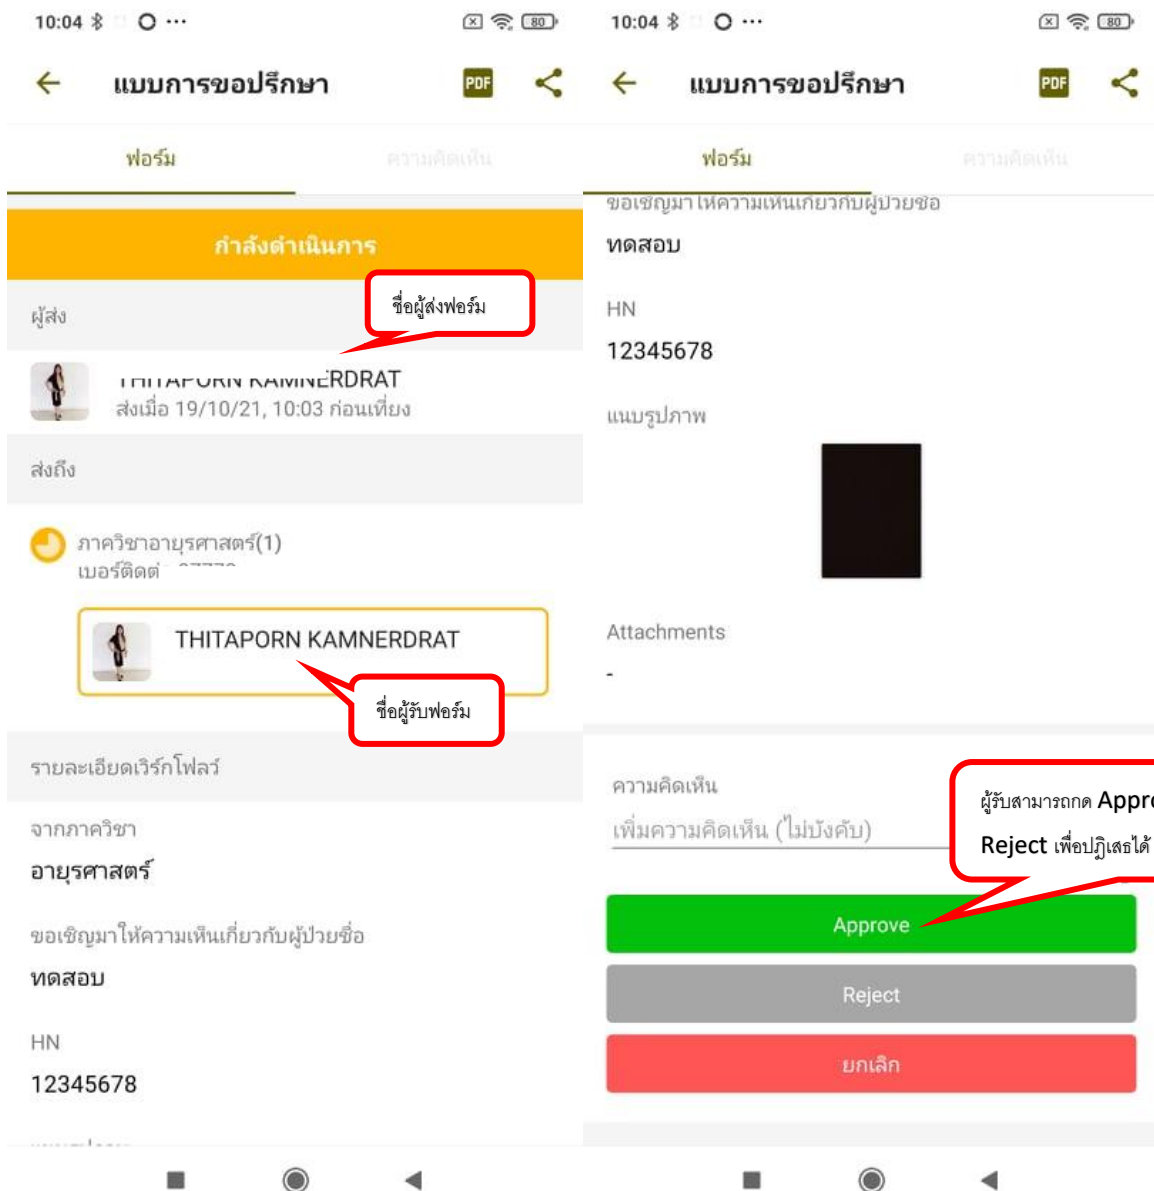 10:04
80
แบบการขอปรึกษา
PDF
ฟอร์ม
ความคิดเห็น
กำลังดำเนินการ
ชื่อผู้ส่งฟอร์ม
ผู้ส่ง
THITAPORN KAMNERDRAT
ส่งเมื่อ 19/10/21, 10:03 ก่อนเที่ยง
ส่งถึง
ภาควิชาอายุรศาสตร์(1)
THITAPORN KAMNERDRAT
ชื่อผู้รับฟอร์ม
รายละเอียดเวิร์กโฟลว์
จากภาควิชา
อายุรศาสตร์
ขอเชิญมาให้ความเห็นเกี่ยวกับผู้ป่วยชื่อ
ทดสอบ
HN
12345678
10:04
80
แบบการขอปรึกษา
PDF
ฟอร์ม
ความคิดเห็น
ขอเชิญมาให้ความเห็นเกี่ยวกับผู้ป่วยชื่อ
ทดสอบ
HN
12345678
แนบรูปภาพ
Attachments
-
ความคิดเห็น
เพิ่มความคิดเห็น (ไม่บังคับ)
ผู้รับสามารถกด Appro
Reject เพื่อปฏิเสธได้
Approve
Reject
ยกเลิก